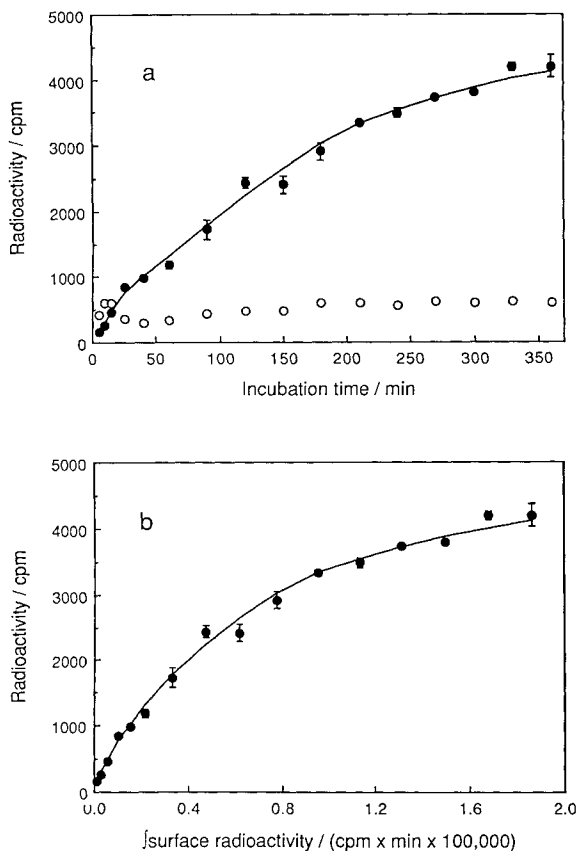 5000
4000
3000
2000
1000
0
Radioactivity / cpm
a
0 50 100 150 200 250 300 350
Incubation time / min
5000
4000
3000
2000
1000
0
Radioactivity / cpm
b
0.0 0.4 0.8 1.2 1.6 2.0
∫surface radioactivity / (cpm x min x 100,000)